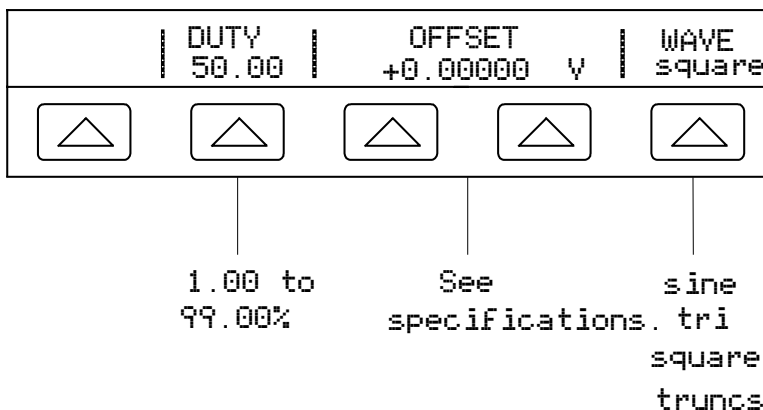 DUTY OFFSET WAVE
50.00 +0.00000 V square
1.00 to See sine
99.00% specifications. tri
square
truncs